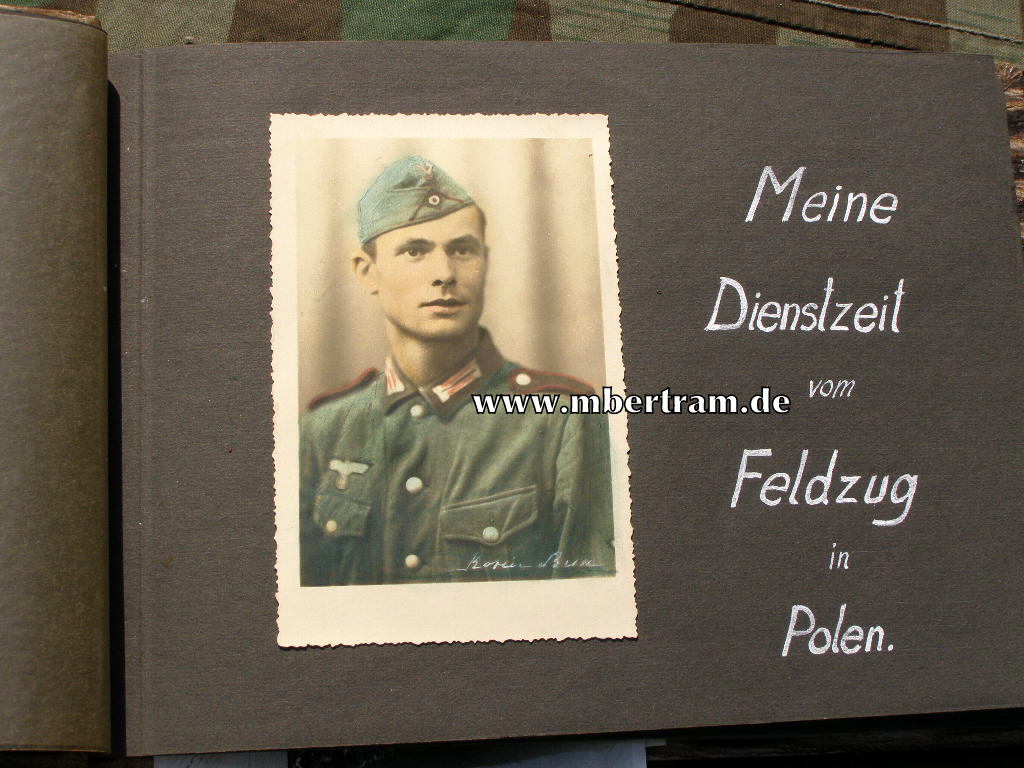 Meine
Dienstzeit
vom
Feldzug
in
Polen.
www.mbertram.de